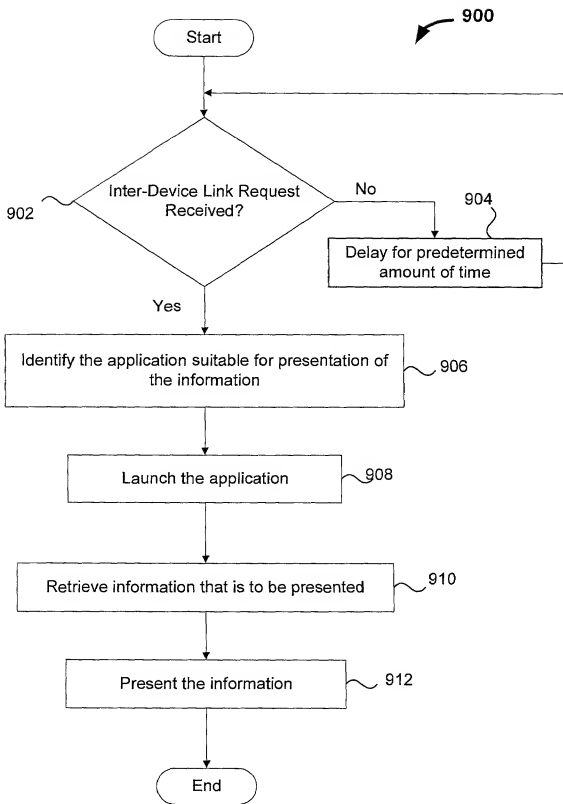 900
Start
Inter-Device Link Request
Received?
902
No
904
Delay for predetermined
amount of time
Yes
Identify the application suitable for presentation of
the information
906
Launch the application
908
Retrieve information that is to be presented
910
Present the information
912
End